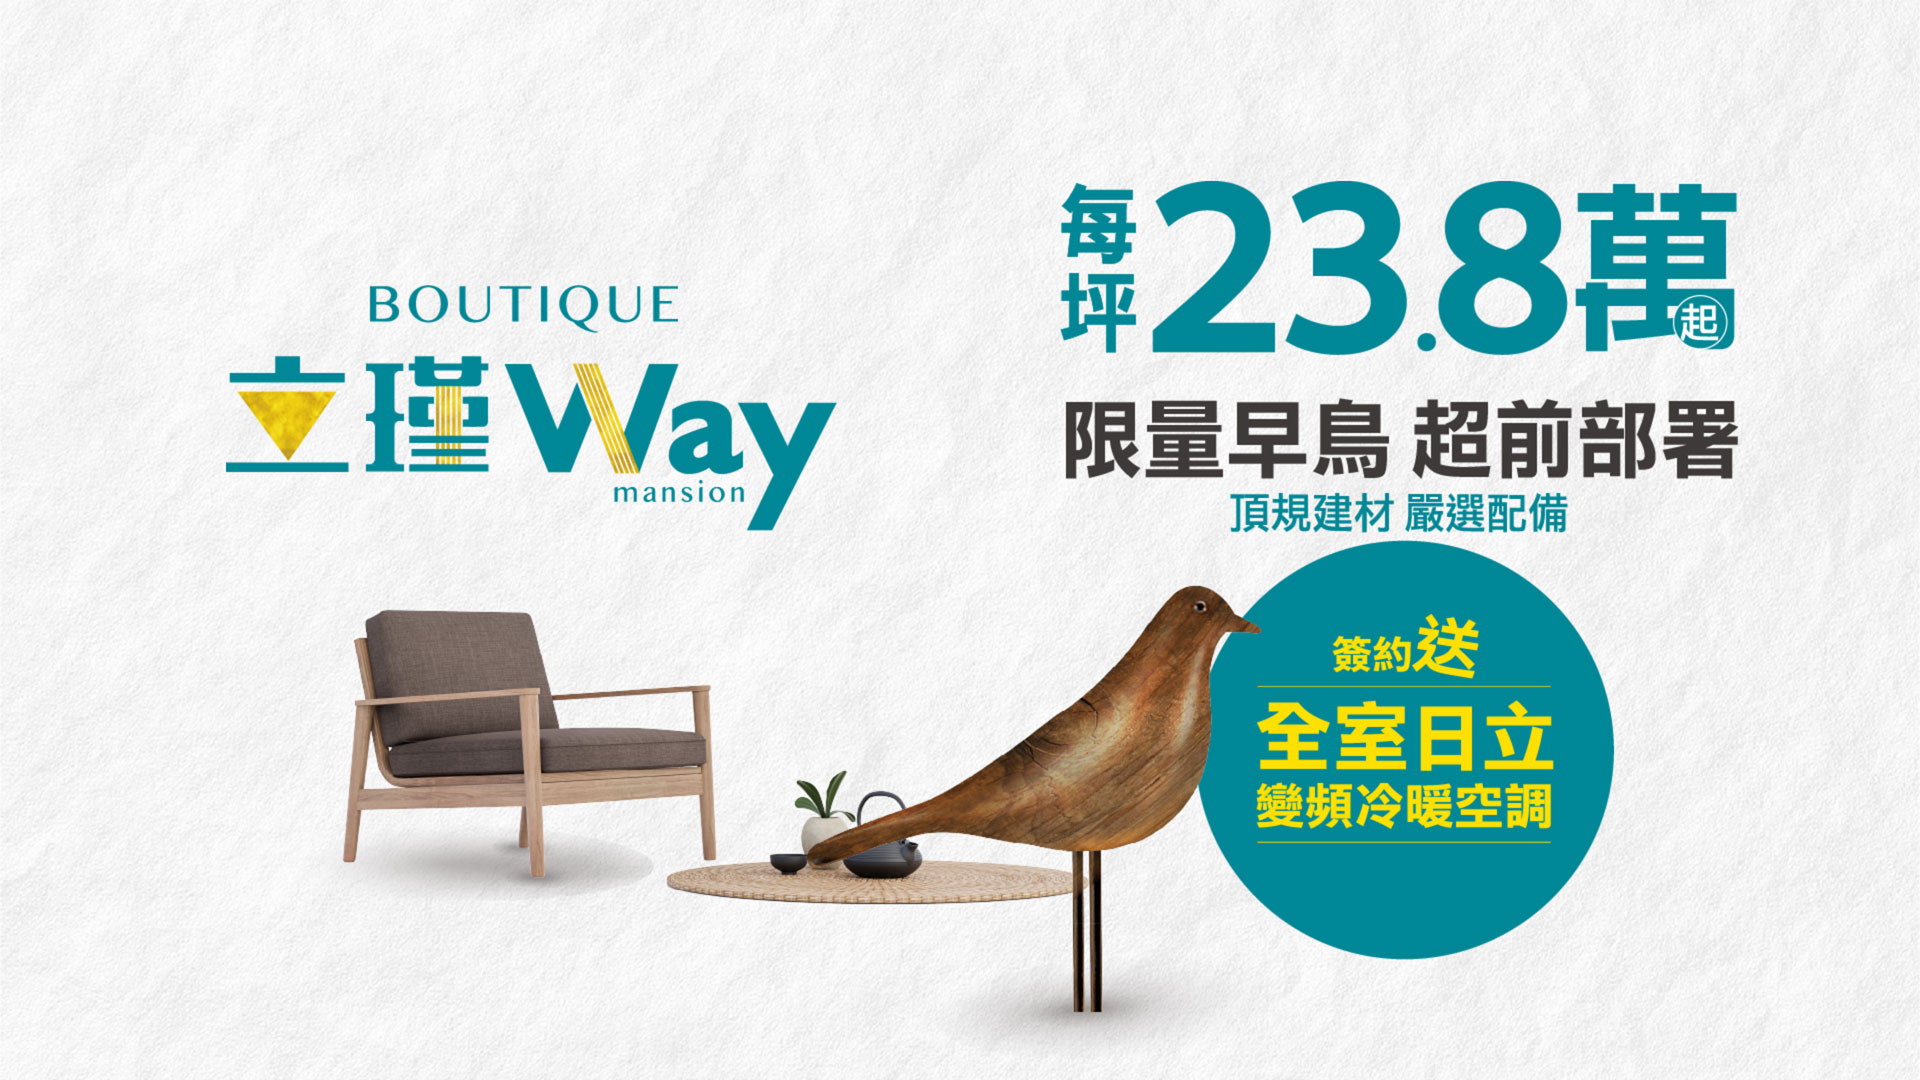 BOUTIQUE
立瑾Way
mansion
每坪23.8萬起
限量早鳥 超前部署
頂規建材 嚴選配備
簽約送
全室日立
變頻冷暖空調